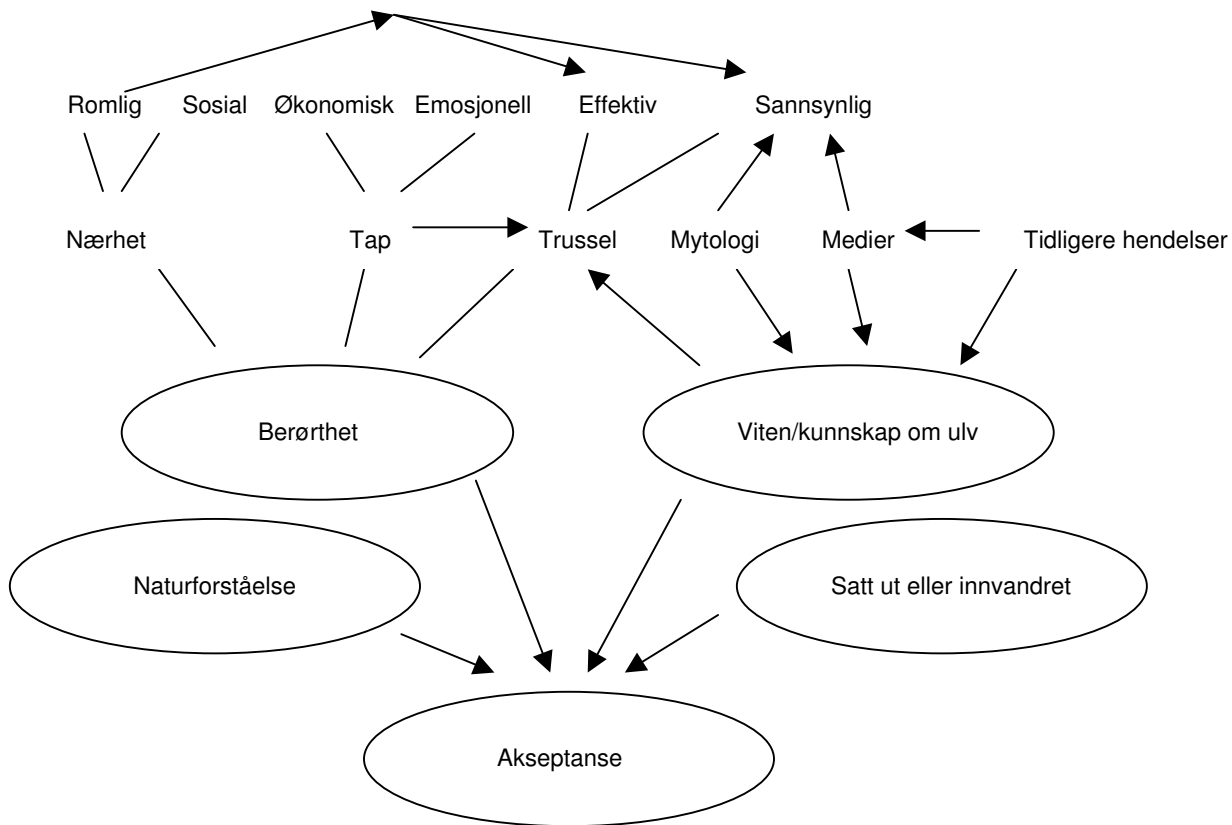 Romlig Sosial Økonomisk Emosjonell Effektiv Sannsynlig
Nærhet Tap Trussel Mytologi Medier Tidligere hendelser
Berørthet Viten/kunnskap om ulv
Naturforståelse Satt ut eller innvandret
Akseptanse